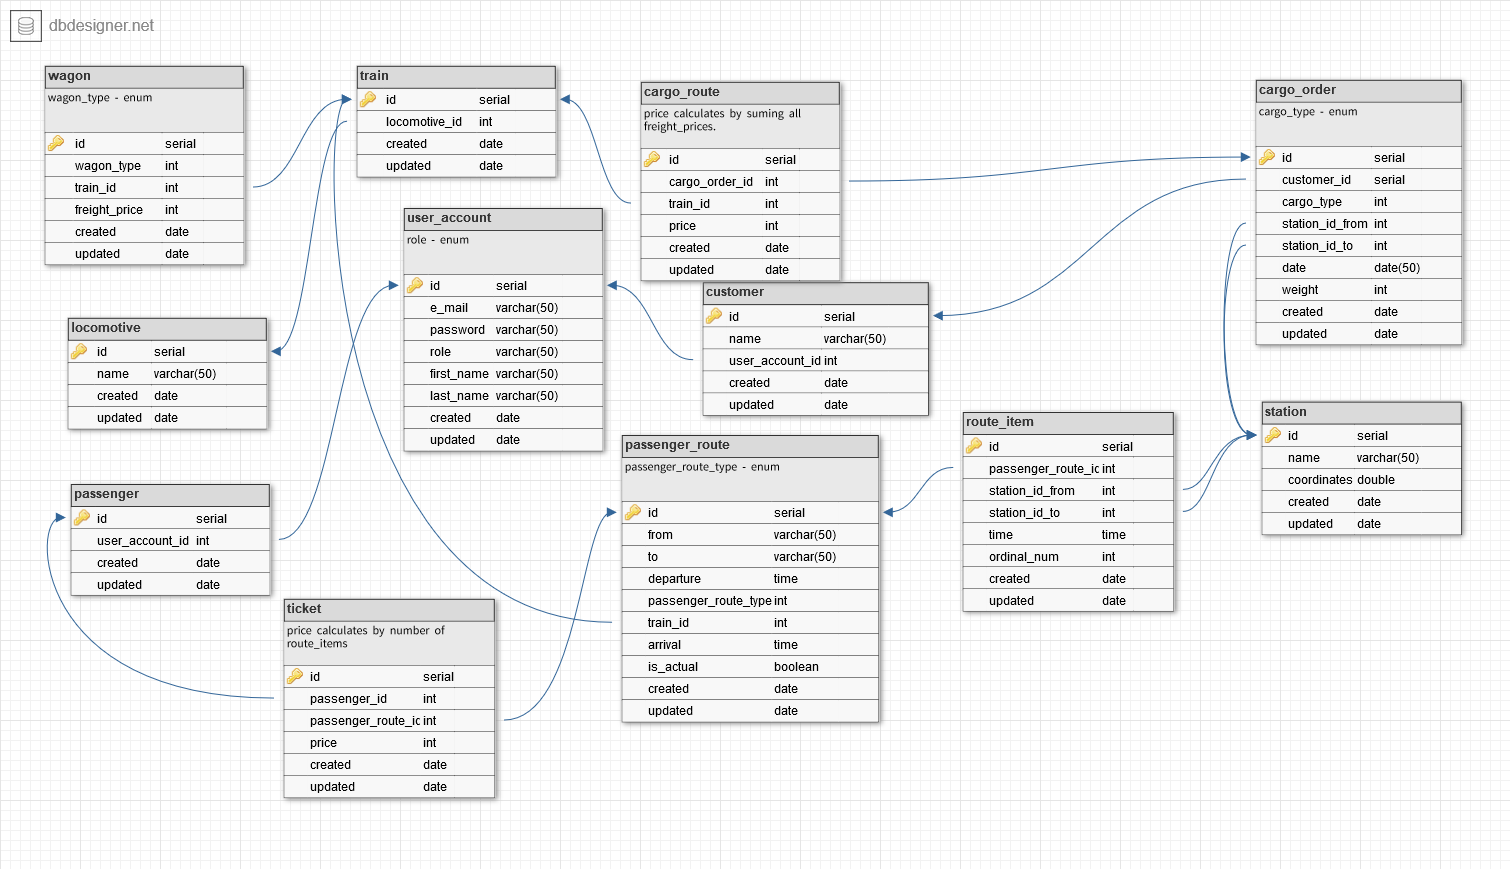 dbdesigner.net
wagon
wagon_type - enum
id serial
wagon_type int
train_id int
freight_price int
created date
updated date
train
id serial
locomotive_id int
created date
updated date
cargo_route
price calculates by suming all
freight_prices.
id serial
cargo_order_id int
train_id int
price int
created date
updated date
cargo_order
cargo_type - enum
id serial
customer_id serial
cargo_type int
station_id_from int
station_id_to int
date date(50)
weight int
created date
updated date
user_account
role - enum
id serial
e_mail varchar(50)
password varchar(50)
role varchar(50)
first_name varchar(50)
last_name varchar(50)
created date
updated date
customer
id serial
name varchar(50)
user_account_id int
created date
updated date
locomotive
id serial
name varchar(50)
created date
updated date
station
id serial
name varchar(50)
coordinates double
created date
updated date
route_item
id serial
passenger_route_ic int
station_id_from int
station_id_to int
time time
ordinal_num int
created date
updated date
passenger_route
passenger_route_type - enum
id serial
from varchar(50)
to varchar(50)
departure time
passenger_route_type int
train_id int
arrival time
is_actual boolean
created date
updated date
passenger
id serial
user_account_id int
created date
updated date
ticket
price calculates by number of
route_items
id serial
passenger_id int
passenger_route_ic int
price int
created date
updated date